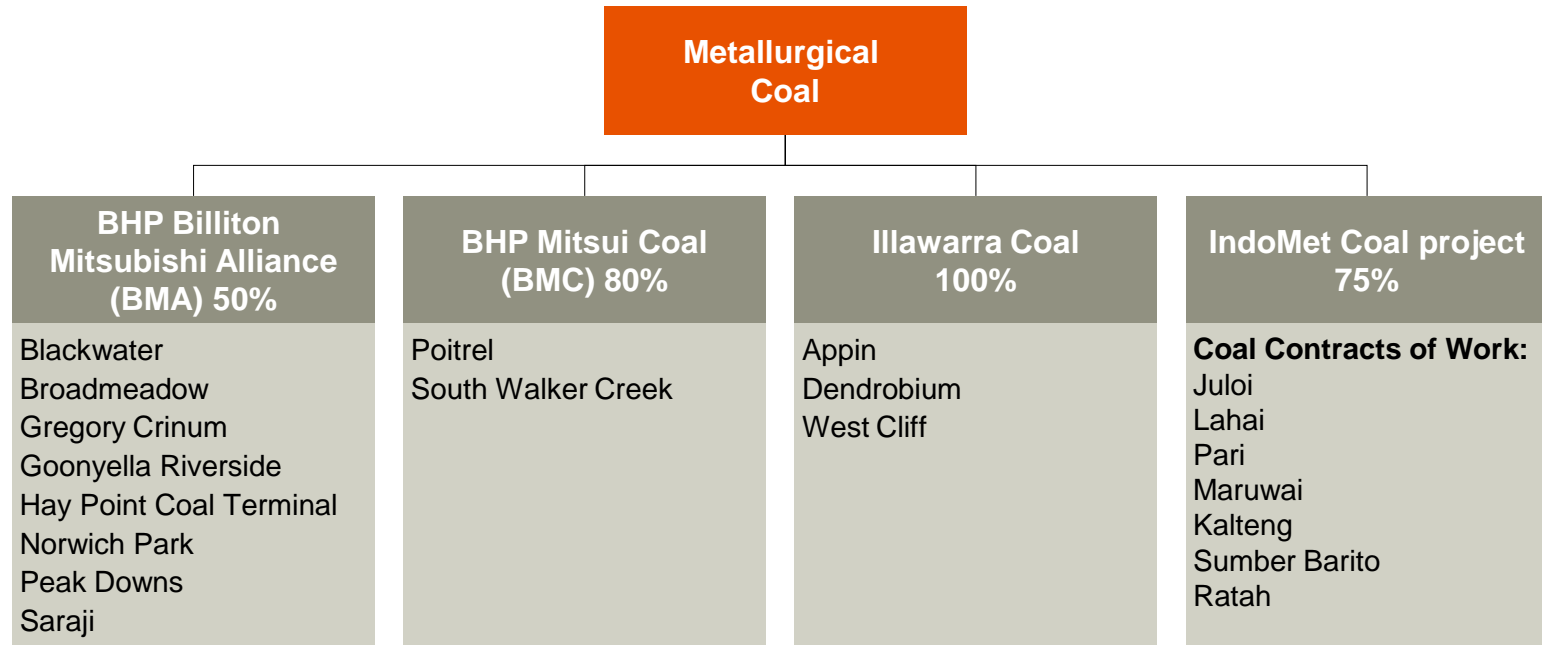 Metallurgical
Coal
BHP Billiton
Mitsubishi Alliance
(BMA) 50%
Blackwater
Broadmeadow
Gregory Crinum
Goonyella Riverside
Hay Point Coal Terminal
Norwich Park
Peak Downs
Saraji
BHP Mitsui Coal
(BMC) 80%
Poitrel
South Walker Creek
Illawarra Coal
100%
Appin
Dendrobium
West Cliff
IndoMet Coal project
75%
Coal Contracts of Work:
Juloi
Lahai
Pari
Maruwai
Kalteng
Sumber Barito
Ratah